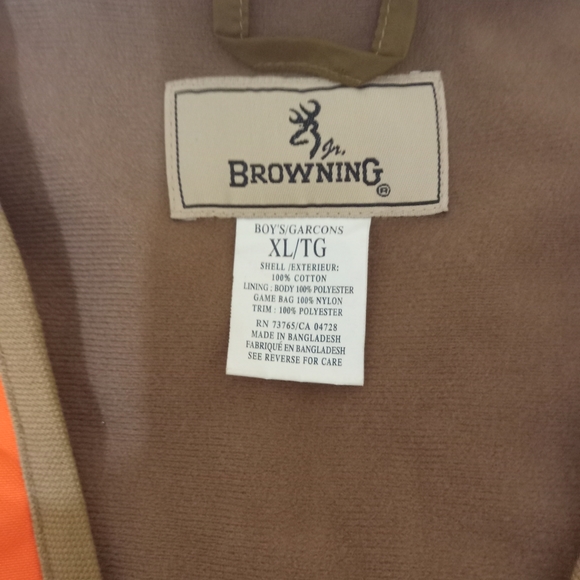 Jr.
BROWNING®
BOY'S/GARCONS
XL/TG
SHELL /EXTERIEUR:
100% COTTON
LINING : BODY 100% POLYESTER
GAME BAG 100% NYLON
TRIM : 100% POLYESTER
RN 73765/CA 04728
MADE IN BANGLADESH
FABRIQUÉ EN BANGLADESH
SEE REVERSE FOR CARE